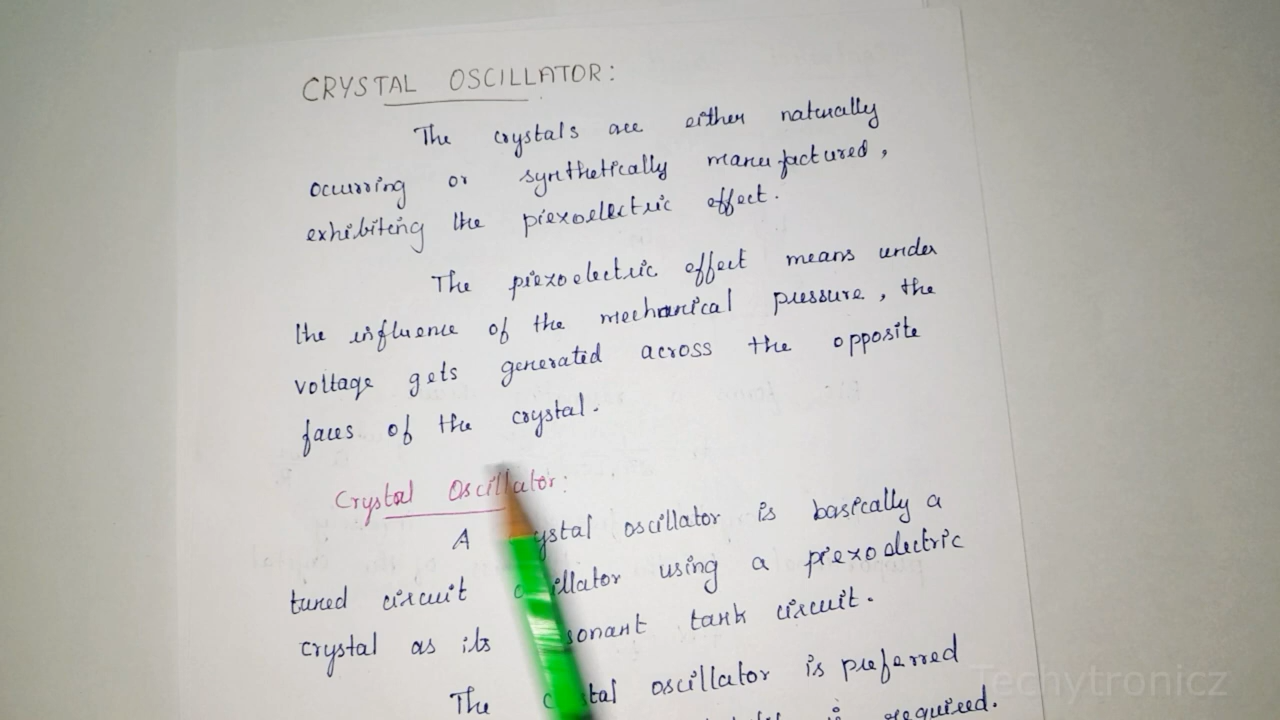 CRYSTAL OSCILLATOR:
The crystals are either naturally
ocurring or synthetically manufactured,
exhibiting the piexoelectric effect.
The piezoelectric effect means under
the influence of the mechanical pressure, the
voltage gets generated across the opposite
faces of the crystal.
Crystal Oscillator:
A ystal oscillator is basically a
tuned circuit illator using a piexoelectric
crystal as its sonant tank circuit.
The c stal oscillator is preferred
is required.
Techytronicz